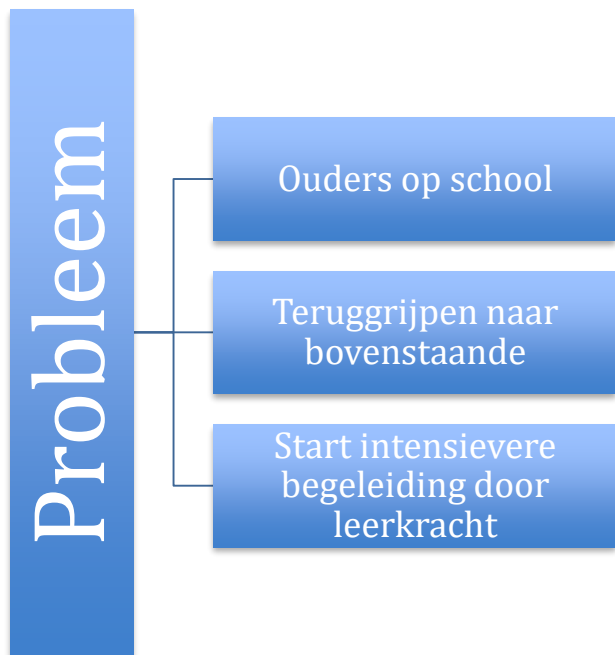 Probleem
Ouders op school
Teruggrijpen naar
bovenstaande
Start intensievere
begeleiding door
leerkracht